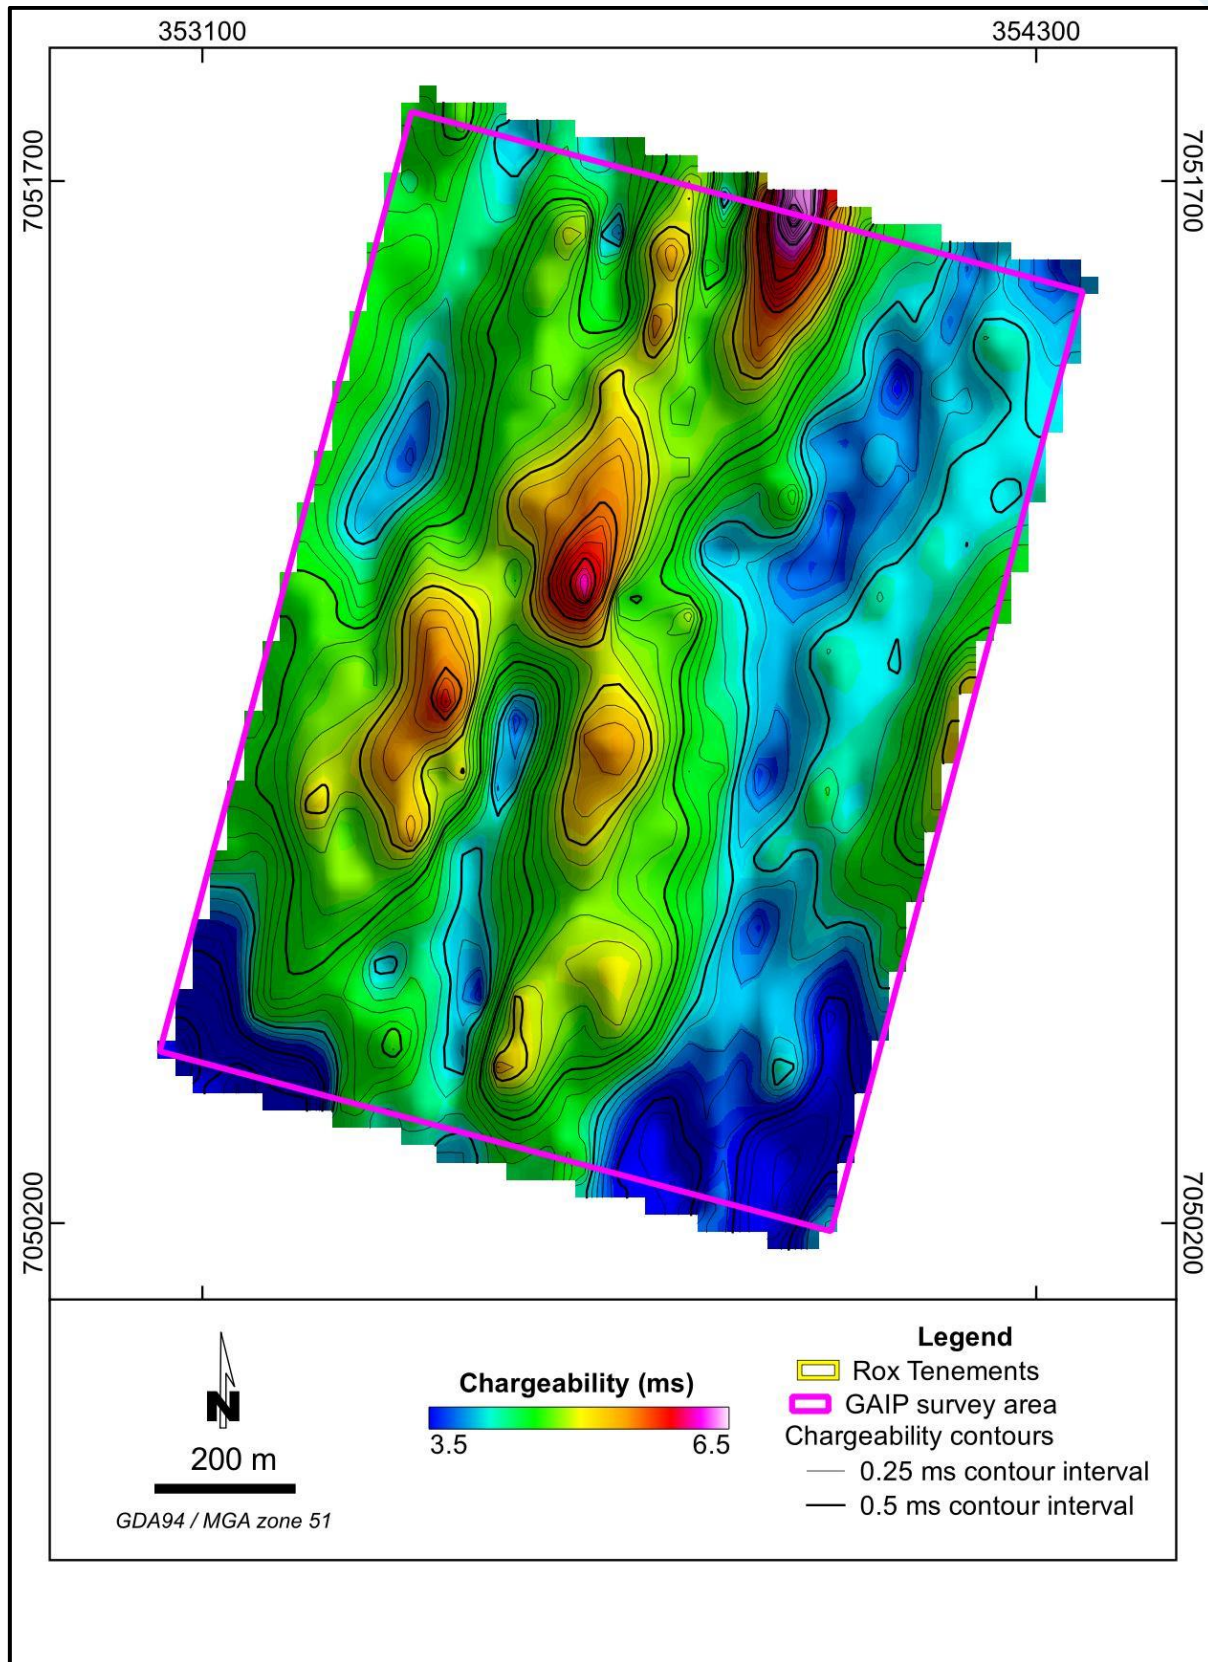 353100
354300
7051700
7051700
7050200
7050200
N
200 m
GDA94 / MGA zone 51
Chargeability (ms)
3.5
6.5
Legend
Rox Tenements
GAIP survey area
Chargeability contours
0.25 ms contour interval
0.5 ms contour interval